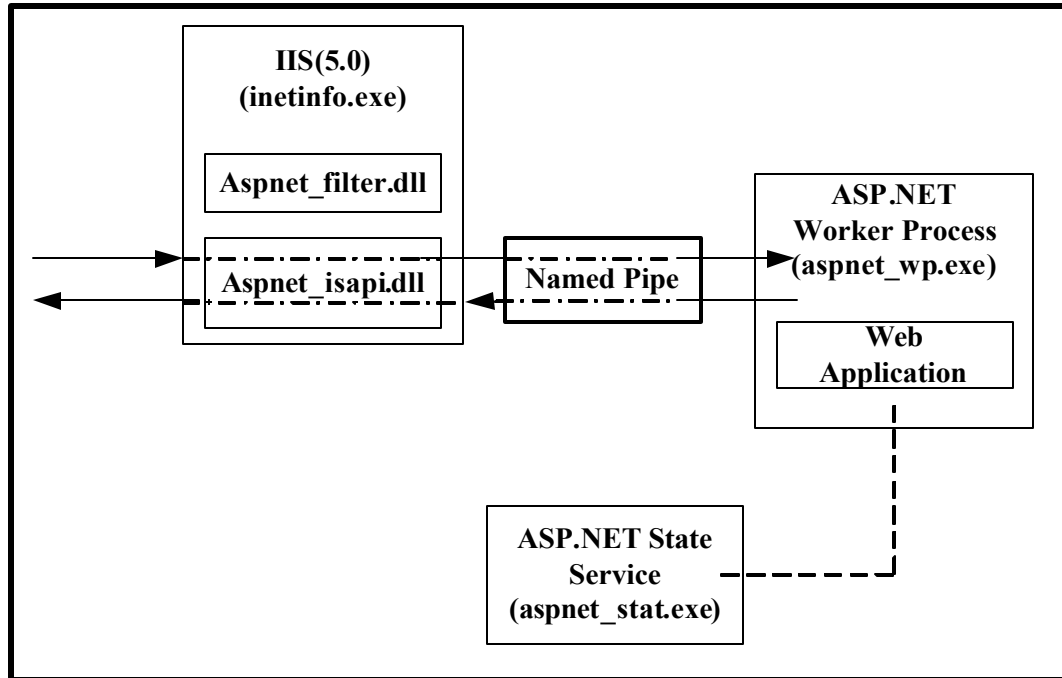 IIS(5.0)
(inetinfo.exe)
Aspnet_filter.dll
Aspnet_isapi.dll
Named Pipe
ASP.NET
Worker Process
(aspnet_wp.exe)
Web
Application
ASP.NET State
Service
(aspnet_stat.exe)